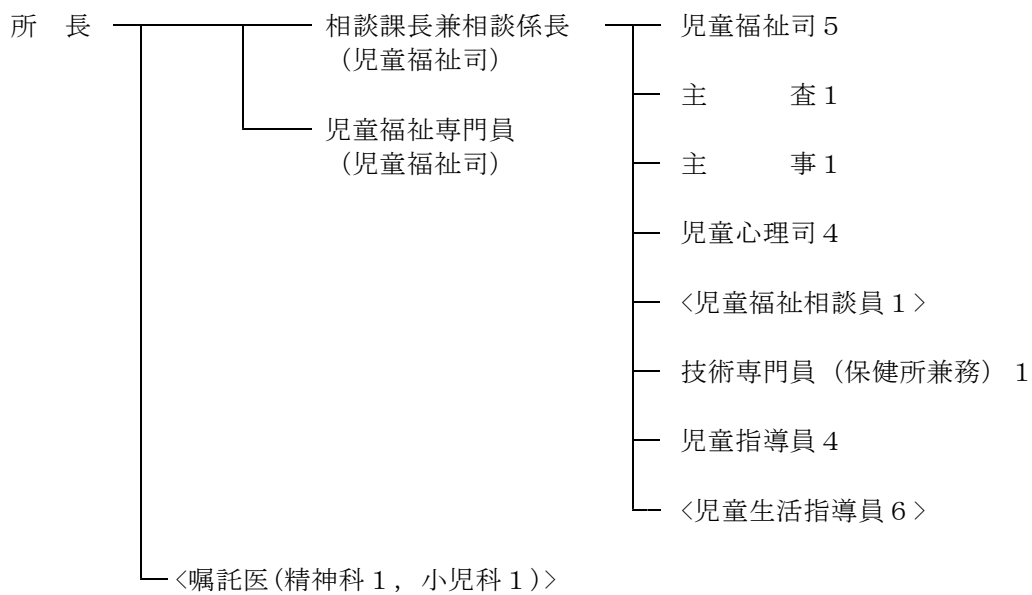 所　長　相談課長兼相談係長　児童福祉司５
（児童福祉司）
主　　査１
児童福祉専門員
（児童福祉司）　主　　事１
児童心理司４
<児童福祉相談員１>
技術専門員（保健所兼務）１
児童指導員４
<児童生活指導員６>
<嘱託医(精神科１，小児科１)>